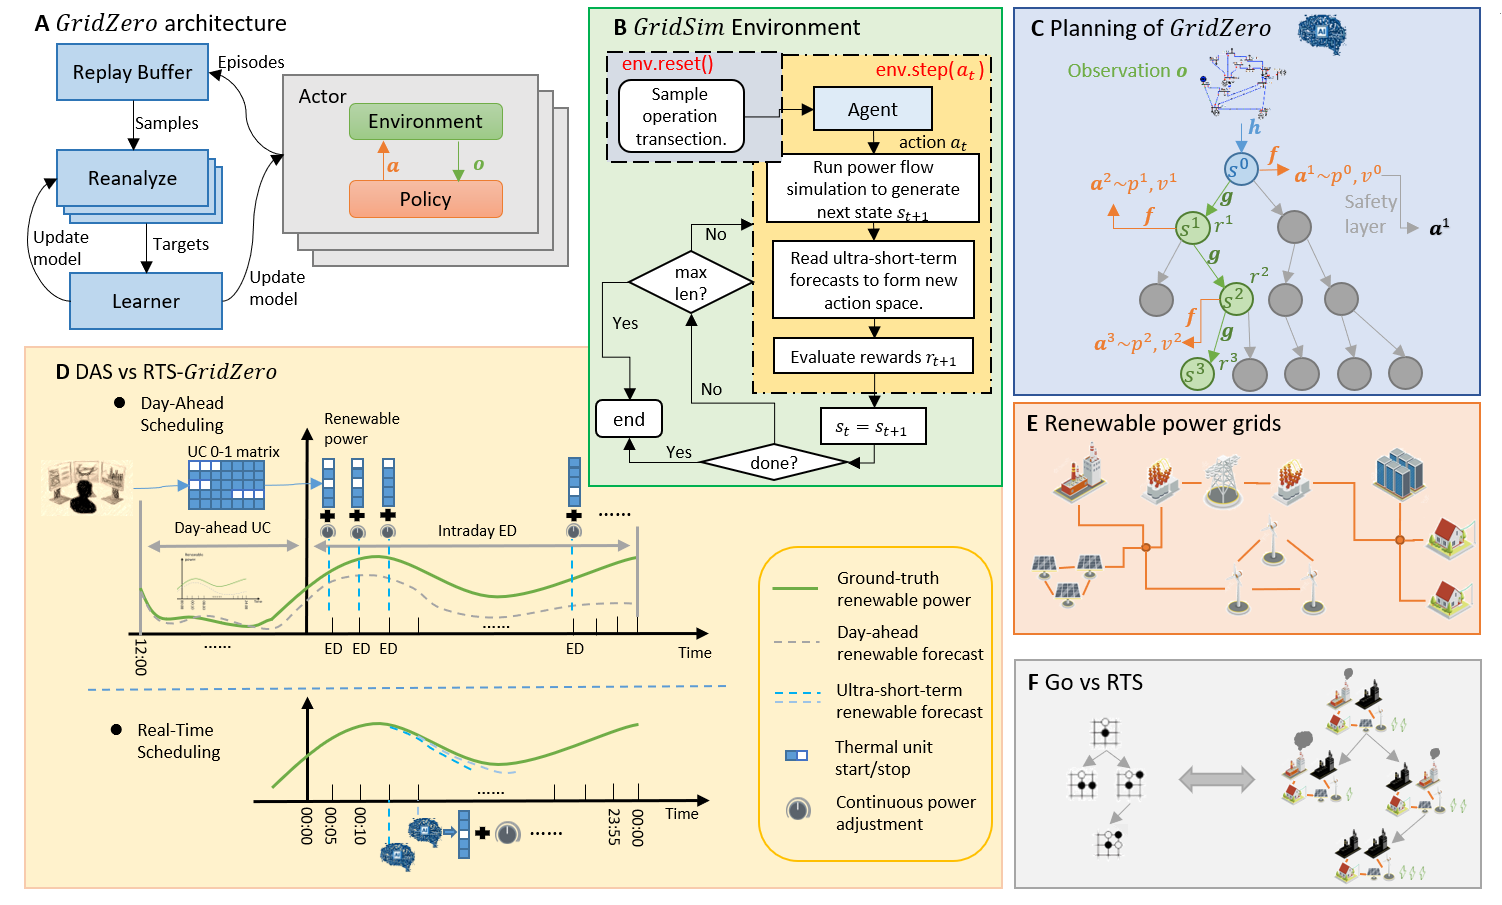 A GridZero architecture
Replay Buffer
Episodes
Samples
Reanalyze
Update
model
Targets
Learner
Update
model
Actor
Environment
a
o
Policy
B GridSim Environment
env.reset()
env.step(a_t)
Sample
operation
transection.
Agent
action a_t
Run power flow
simulation to generate
next state s_{t+1}
No
max
len?
Read ultra-short-term
forecasts to form new
action space.
Yes
Evaluate rewards r_{t+1}
No
end
s_t = s_{t+1}
Yes
done?
C Planning of GridZero
AI
Observation o
h
s^0
f
a^1~p^0, v^0
a^2~p^1, v^1
g
Safety
layer
a^1
f
s^1
r^1
g
r^2
s^2
f
g
a^3~p^2, v^2
s^3
r^3
D DAS vs RTS-GridZero
Day-Ahead
Scheduling
Renewable
power
UC 0-1 matrix
Day-ahead UC
Intraday ED
......
Renewable
power
Time
......
......
12:00
ED
ED
ED
ED
Time
Real-Time
Scheduling
......
Time
00:00
00:05
00:10
23:55
00:00
AI
AI
......
Ground-truth
renewable power
Day-ahead
renewable forecast
Ultra-short-term
renewable forecast
Thermal unit
start/stop
Continuous power
adjustment
E Renewable power grids
F Go vs RTS